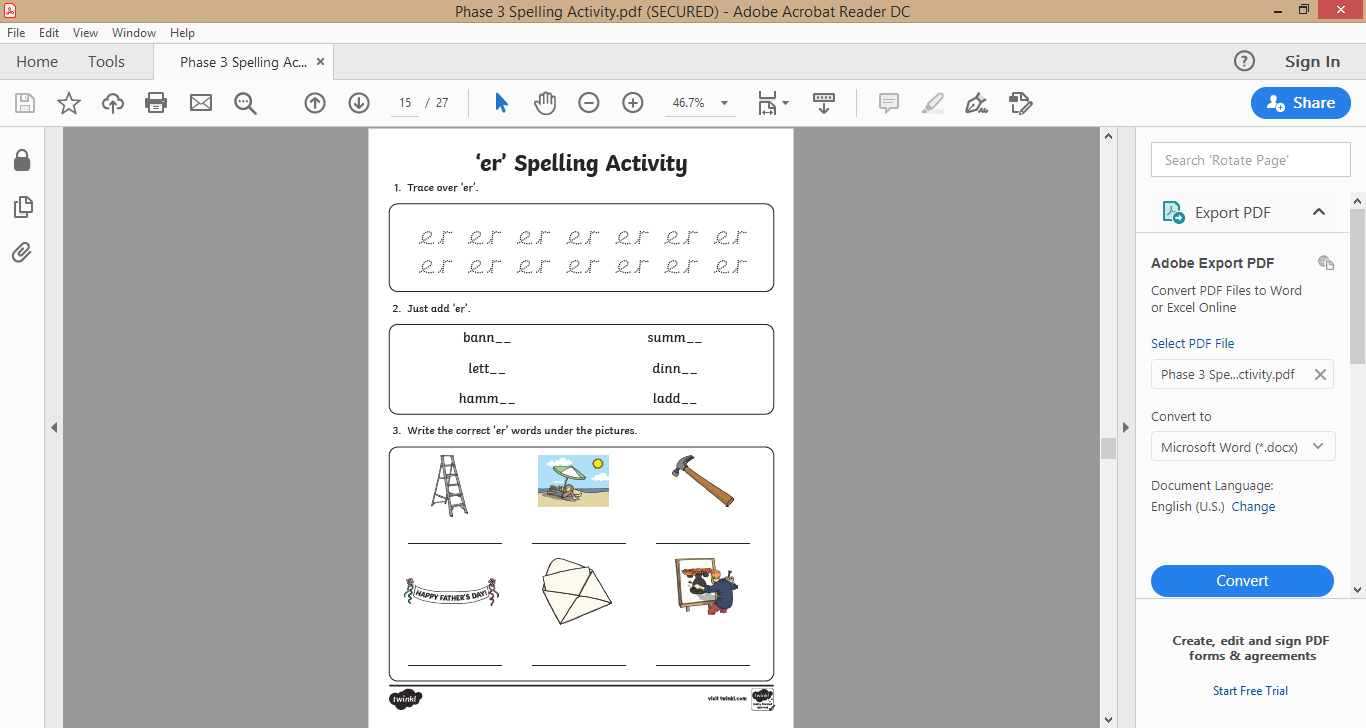 Phase 3 Spelling Activity.pdf (SECURED) - Adobe Acrobat Reader DC
File Edit View Window Help
Home Tools Phase 3 Spelling Ac... × ? Sign In
15 / 27 46.7% Share
‘er’ Spelling Activity
1. Trace over ‘er’.
er er er er er er er
er er er er er er er
2. Just add ‘er’.
bann__ summ__
lett__ dinn__
hamm__ ladd__
3. Write the correct ‘er’ words under the pictures.
HAPPY FATHER'S DAY!
twinkl
visit twinkl.com
twinkl
Search 'Rotate Page'
Export PDF
Adobe Export PDF
Convert PDF Files to Word
or Excel Online
Select PDF File
Phase 3 Spe...ctivity.pdf
Convert to
Microsoft Word (*.docx)
Document Language:
English (U.S.) Change
Convert
Create, edit and sign PDF
forms & agreements
Start Free Trial